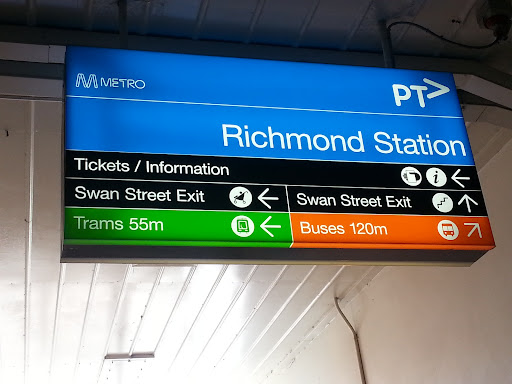 METRO
PT
Richmond Station
Tickets / Information
Swan Street Exit
Swan Street Exit
Trams 55m
Buses 120m